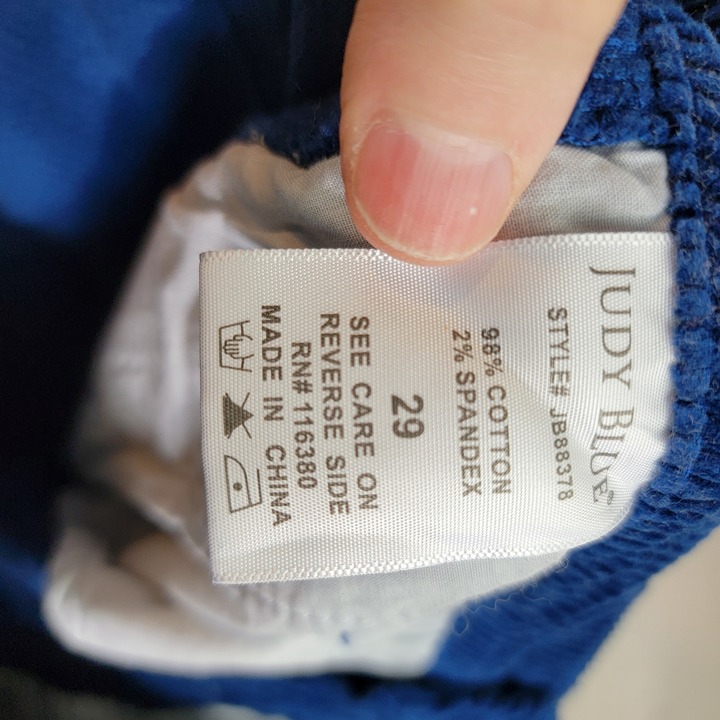 JUDY BLUE
STYLE# JB88378
98% COTTON
2% SPANDEX
29
SEE CARE ON
REVERSE SIDE
RN# 116380
MADE IN CHINA